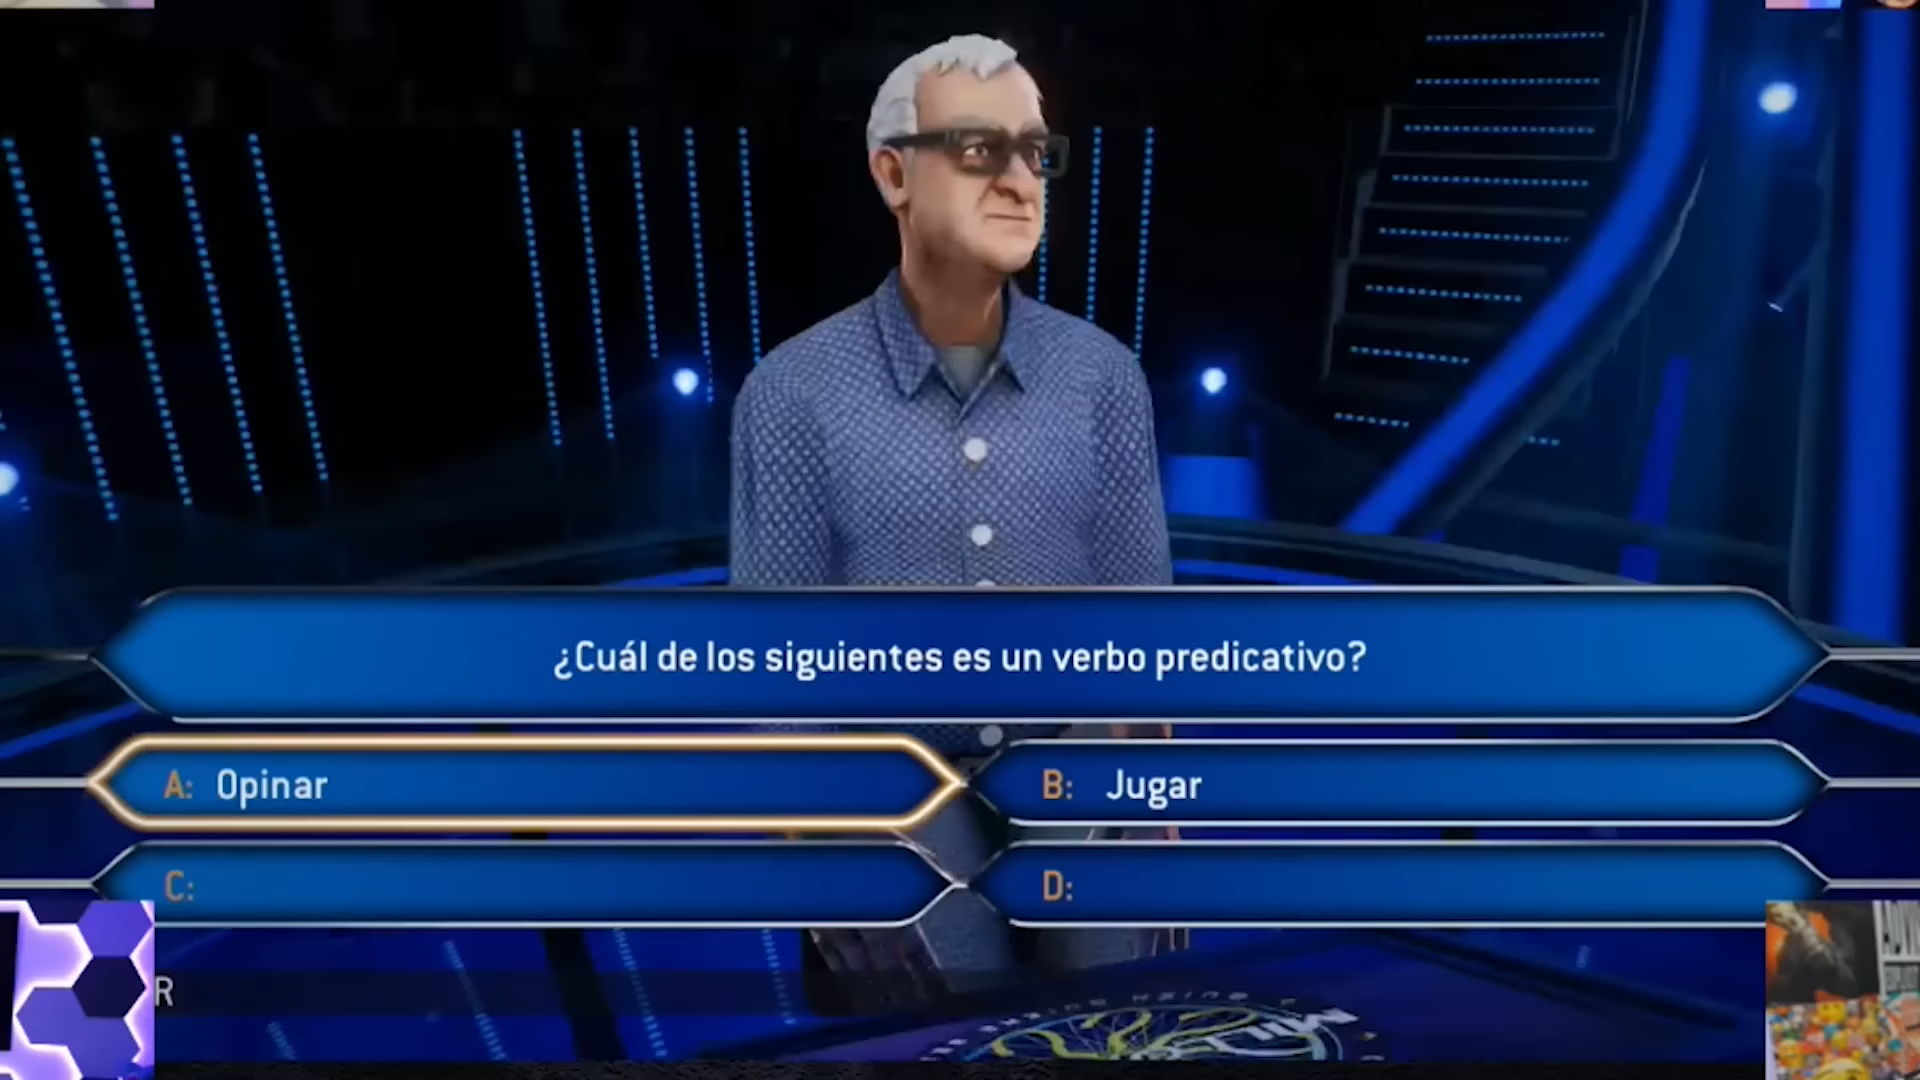 ¿Cuál de los siguientes es un verbo predicativo?
A: Opinar
B: Jugar
C:
D:
R